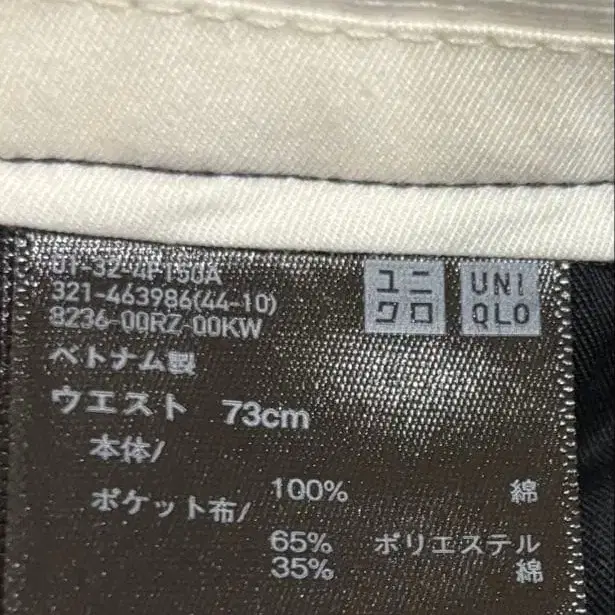 321-463986(44-10)
8236-00RZ-00KW
ユニ
クロ
UNI
QLO
ベトナム製
ウエスト 73cm
本体/
100% 綿
ポケット布/
65% ポリエステル
35% 綿